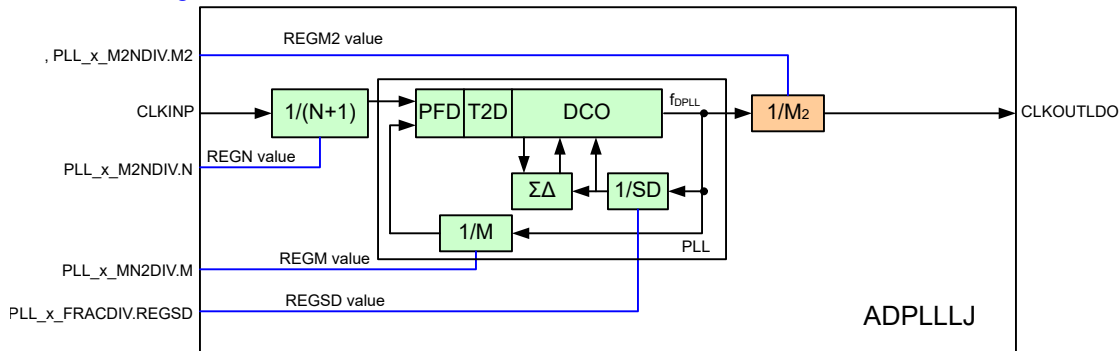 REGM2 value
, PLL_x_M2NDIV.M2
CLKINP
1/(N+1)
PFD
T2D
DCO
fDPLL
1/M2
CLKOUTLDO
REGN value
PLL_x_M2NDIV.N
ΣΔ
1/SD
1/M
PLL
REGM value
PLL_x_MN2DIV.M
REGSD value
PLL_x_FRACDIV.REGSD
ADPLLLJ